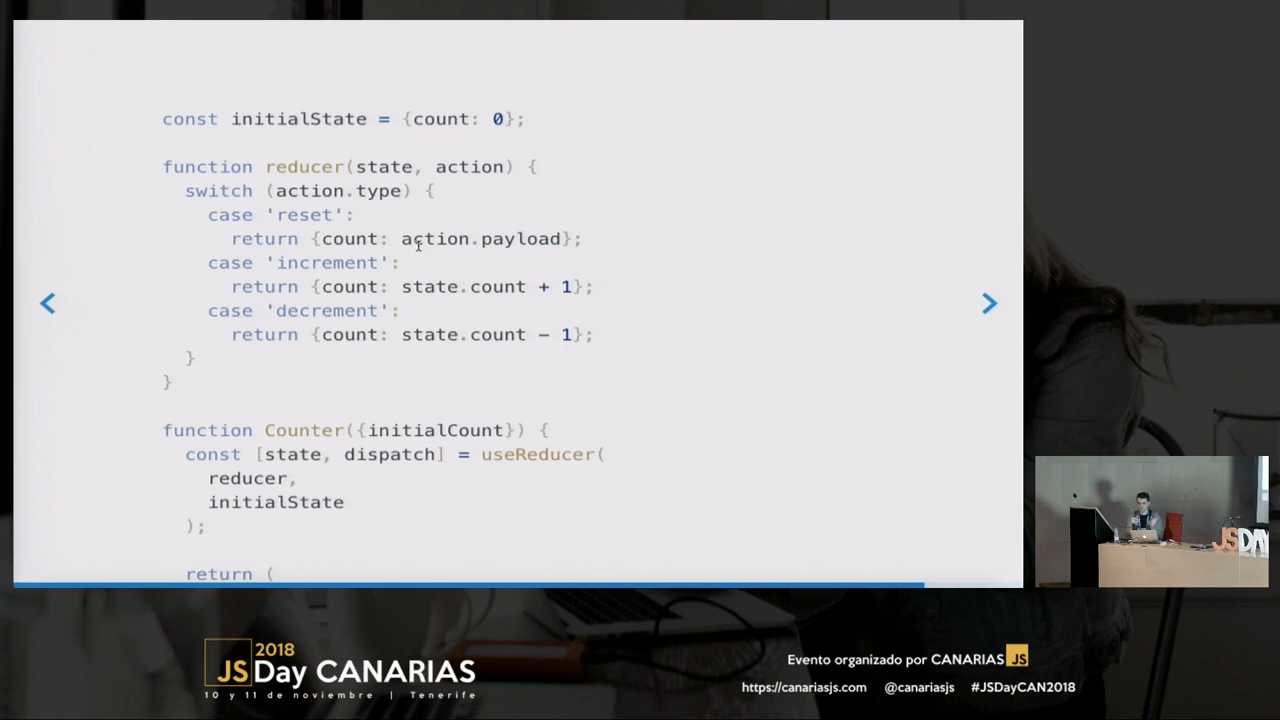 const initialState = {count: 0};
function reducer(state, action) {
switch (action.type) {
case 'reset':
return {count: action.payload};
case 'increment':
return {count: state.count + 1};
case 'decrement':
return {count: state.count − 1};
}
}
function Counter({initialCount}) {
const [state, dispatch] = useReducer(
reducer,
initialState
);
return (
JSDAY
2018
JSDay CANARIAS
10 y 11 de noviembre | Tenerife
Evento organizado por CANARIAS JS
https://canariasjs.com @canariasjs #JSDayCAN2018